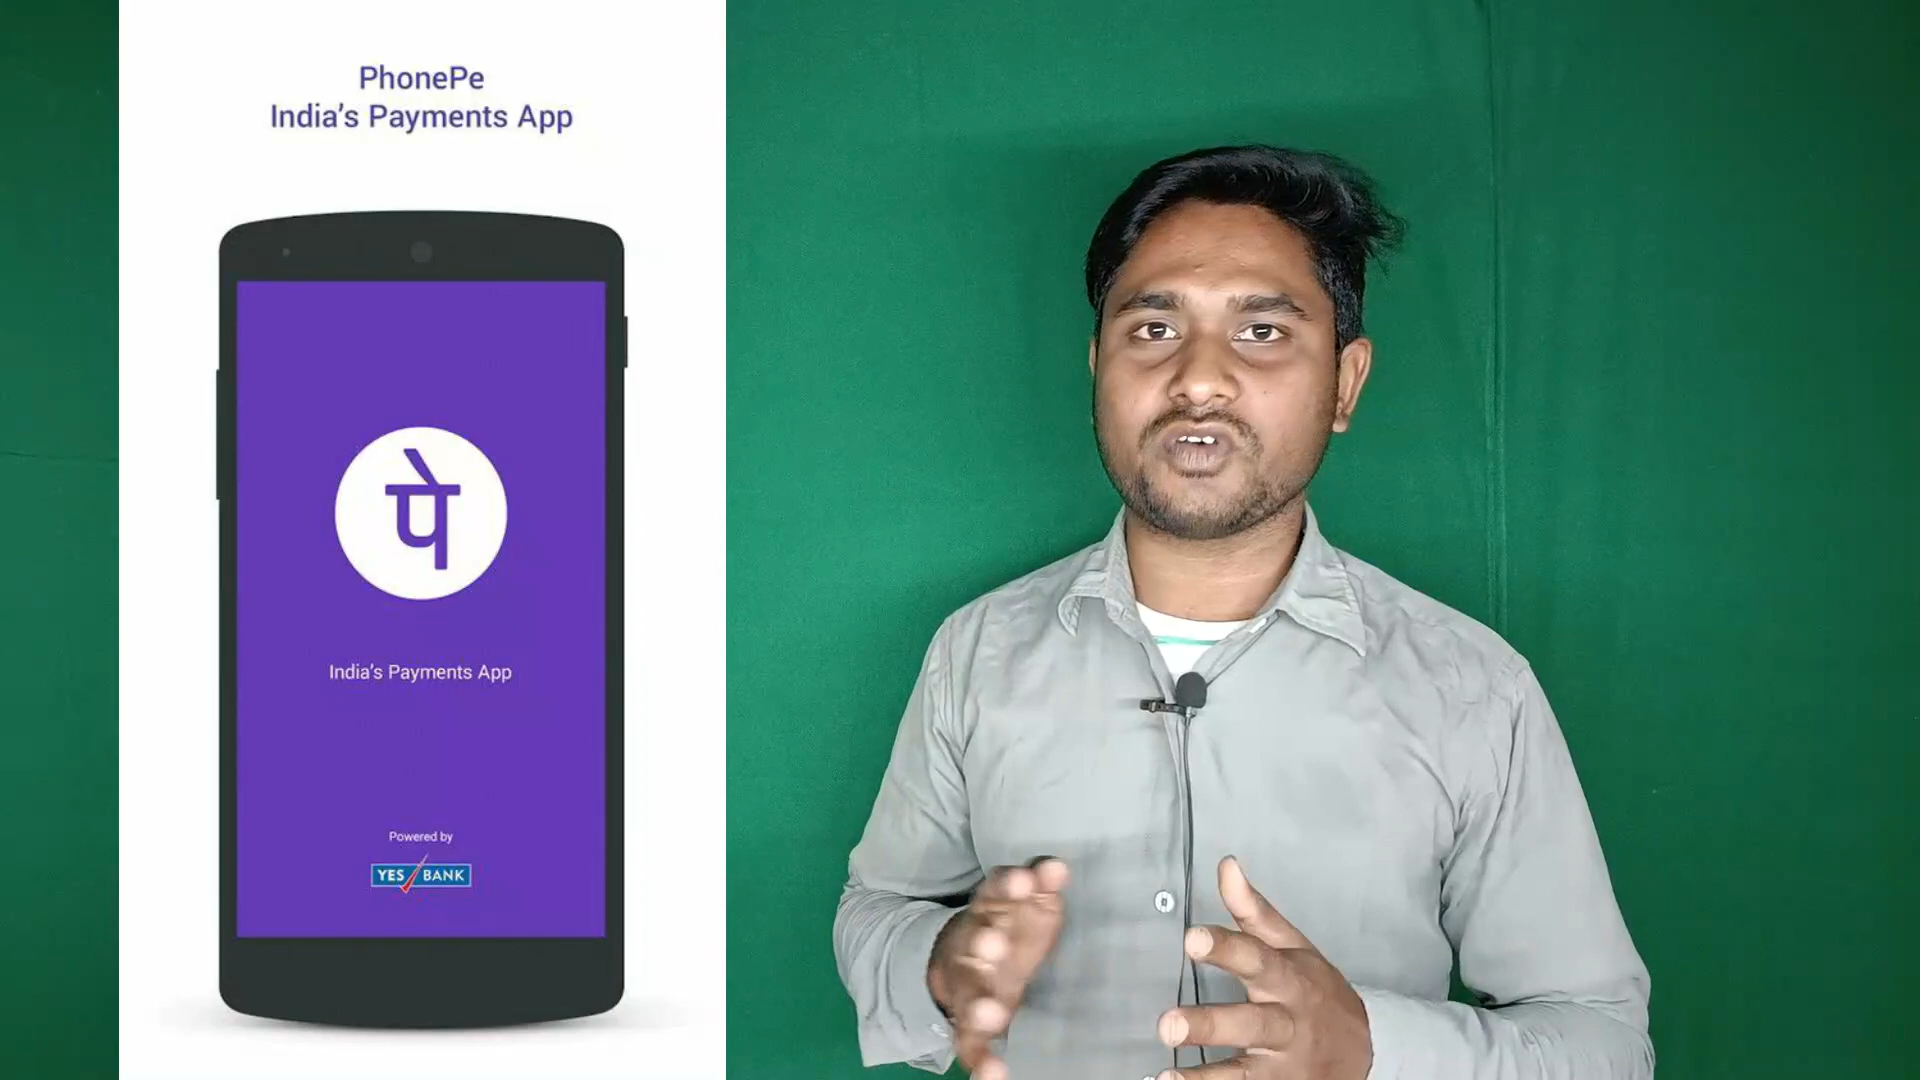 PhonePe
India's Payments App
पे
India's Payments App
Powered by
YES BANK